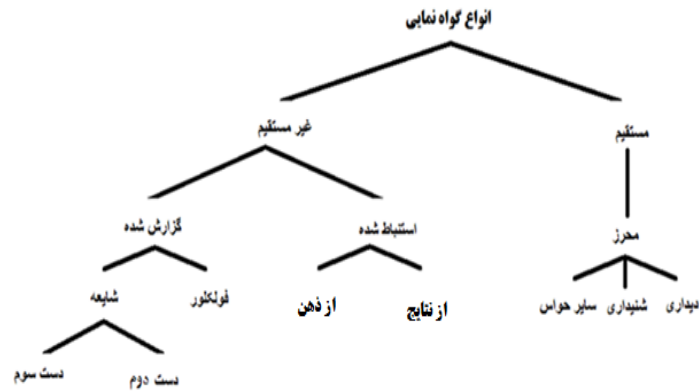 انواع گواه نمایی
مستقیم
غیر مستقیم
محرز
استنباط شده
گزارش شده
دیداری
شنیداری
سایر حواس
از نتایج
از ذهن
فولکلور
شایعه
دست دوم
دست سوم